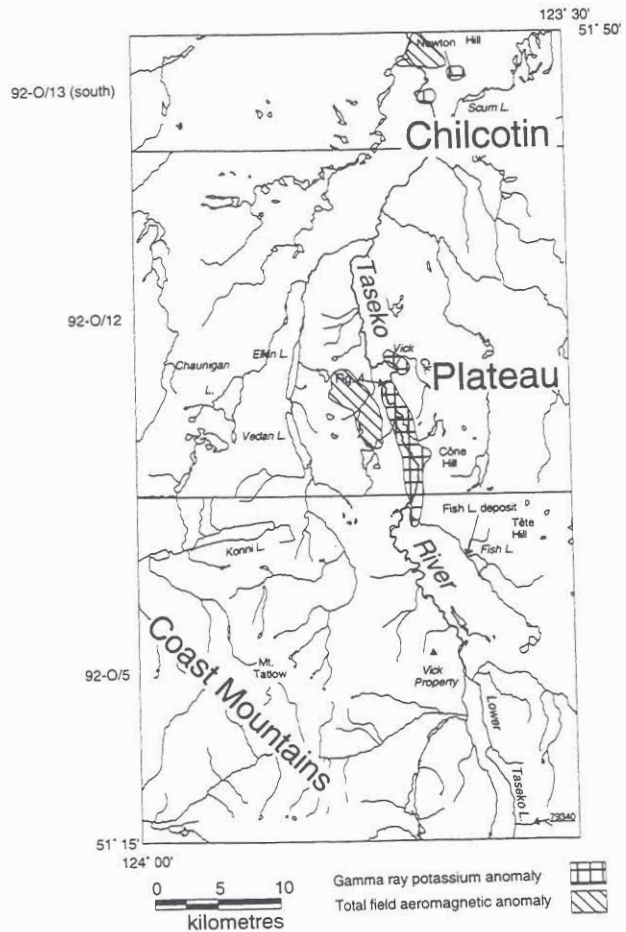 123° 30'
51° 50'
Newton Hill
92-O/13 (south)
Scum L.
Chilcotin
Taseko
92-O/12
Vick
Elkin L.
Ck.
Chaunigan
L.
Plateau
Fig. 4
Vedan L.
Cône
Hill
Fish L. deposit
Tête
Hill
Fish L.
Konni L.
River
Coast Mountains
Mt.
Tatlow
92-O/5
Vick
Property
Lower
Taseko L.
79340
51° 15'
124° 00'
0 5 10
kilometres
Gamma ray potassium anomaly
Total field aeromagnetic anomaly